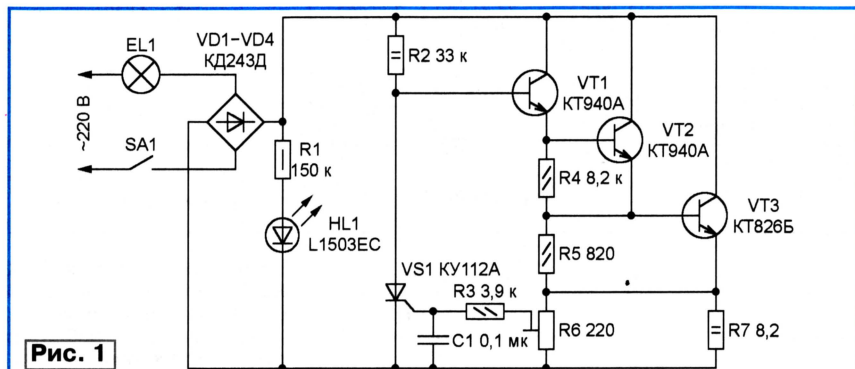 VD1–VD4
КД243Д
EL1
~220 В
SA1
R1
150 к
HL1
L1503EC
R2 33 к
VT1
КТ940А
VT2
КТ940А
R4 8,2 к
VT3
КТ826Б
R5 820
VS1 КУ112А
R3 3,9 к
C1 0,1 мк
R6 220
R7 8,2
Рис. 1